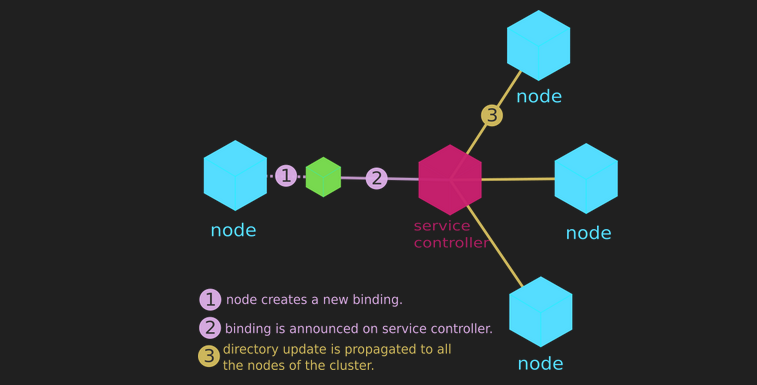 node
3
node
1
2
node
service
controller
node
1 node creates a new binding.
2 binding is announced on service controller.
3 directory update is propagated to all
the nodes of the cluster.
node